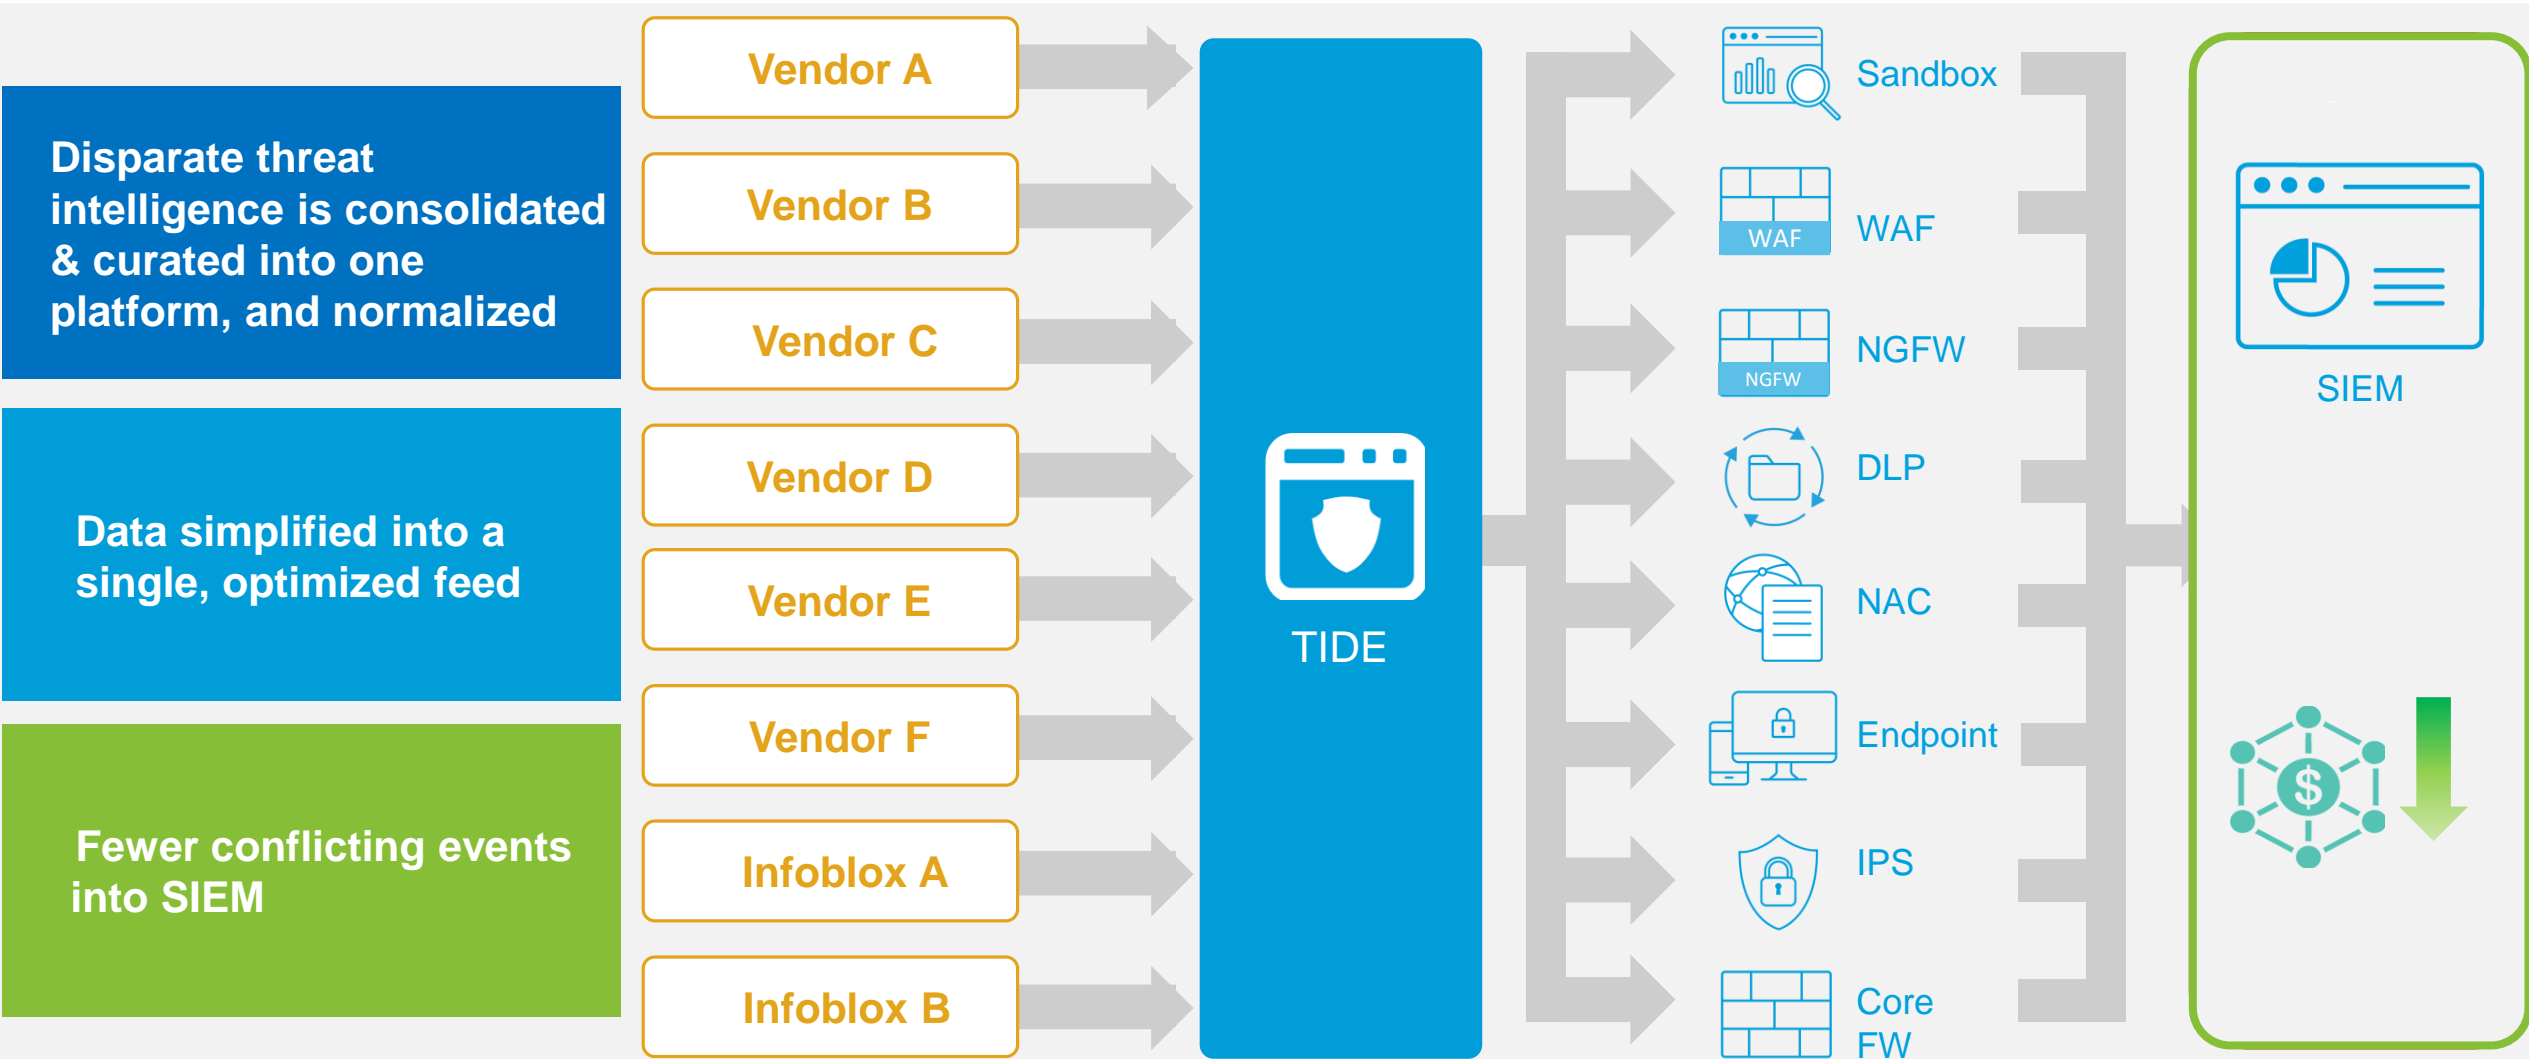 Disparate threat
intelligence is consolidated
& curated into one
platform, and normalized
Data simplified into a
single, optimized feed
Fewer conflicting events
into SIEM
Vendor A
Vendor B
Vendor C
Vendor D
Vendor E
Vendor F
Infoblox A
Infoblox B
TIDE
Sandbox
WAF
WAF
NGFW
NGFW
DLP
NAC
Endpoint
IPS
Core
FW
SIEM
$